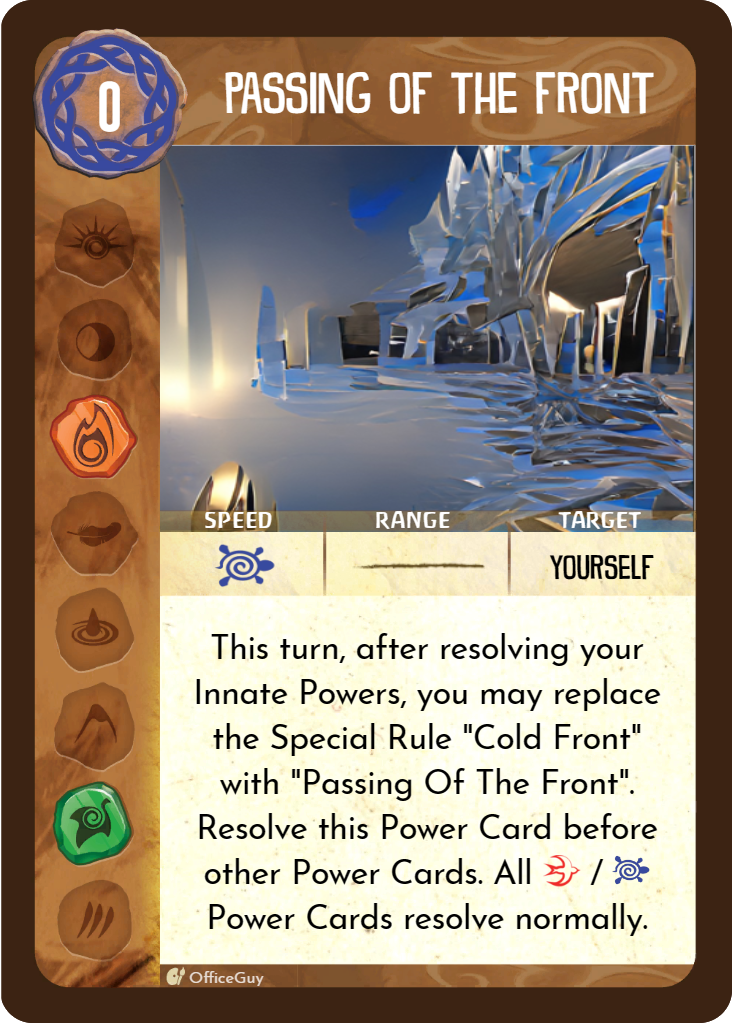 0
PASSING OF THE FRONT
SPEED RANGE TARGET
YOURSELF
This turn, after resolving your
Innate Powers, you may replace
the Special Rule "Cold Front"
with "Passing Of The Front".
Resolve this Power Card before
other Power Cards. All /
Power Cards resolve normally.
OfficeGuy